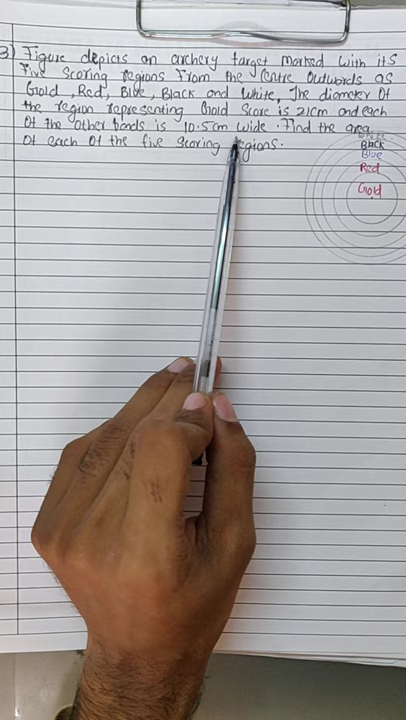 3) Figure depicts an archery target marked with its
five scoring regions from the Centre Outwards as
Gold, Red, Blue, Black and White, The diameter Of
the region representing Gold Score is 21cm and each
Of the other bands is 10.5cm wide. Find the area
Of each Of the five scoring regions.
Black
Blue
Red
Gold